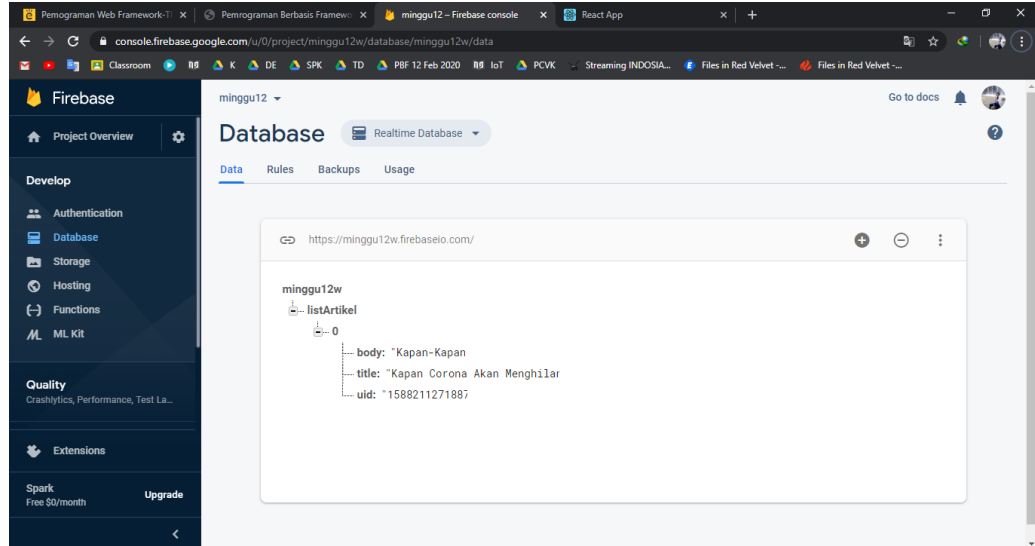 Pemograman Web Framework-TI
Pemrograman Berbasis Framewo
minggu12 – Firebase console
React App
console.firebase.google.com/u/0/project/minggu12w/database/minggu12w/data
Classroom
K
DE
SPK
TD
PBF 12 Feb 2020
IoT
PCVK
Streaming INDOSIA...
Files in Red Velvet -...
Files in Red Velvet -...
Firebase
minggu12
Go to docs
Project Overview
Database
Realtime Database
Data Rules Backups Usage
Develop
Authentication
Database
Storage
Hosting
Functions
ML Kit
https://minggu12w.firebaseio.com/
minggu12w
listArtikel
0
body: "Kapan-Kapan
title: "Kapan Corona Akan Menghilan
uid: "1588211271887
Quality
Crashlytics, Performance, Test La...
Extensions
Spark
Free $0/month
Upgrade